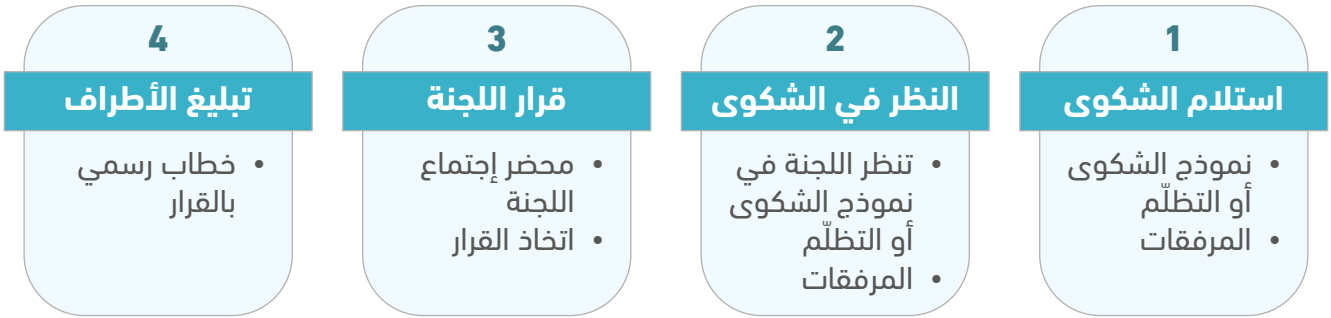 1
استلام الشكوى
• نموذج الشكوى
أو التظلّم
• المرفقات
2
النظر في الشكوى
• تنظر اللجنة في
نموذج الشكوى
أو التظلّم
• المرفقات
3
قرار اللجنة
• محضر إجتماع
اللجنة
• اتخاذ القرار
4
تبليغ الأطراف
• خطاب رسمي
بالقرار